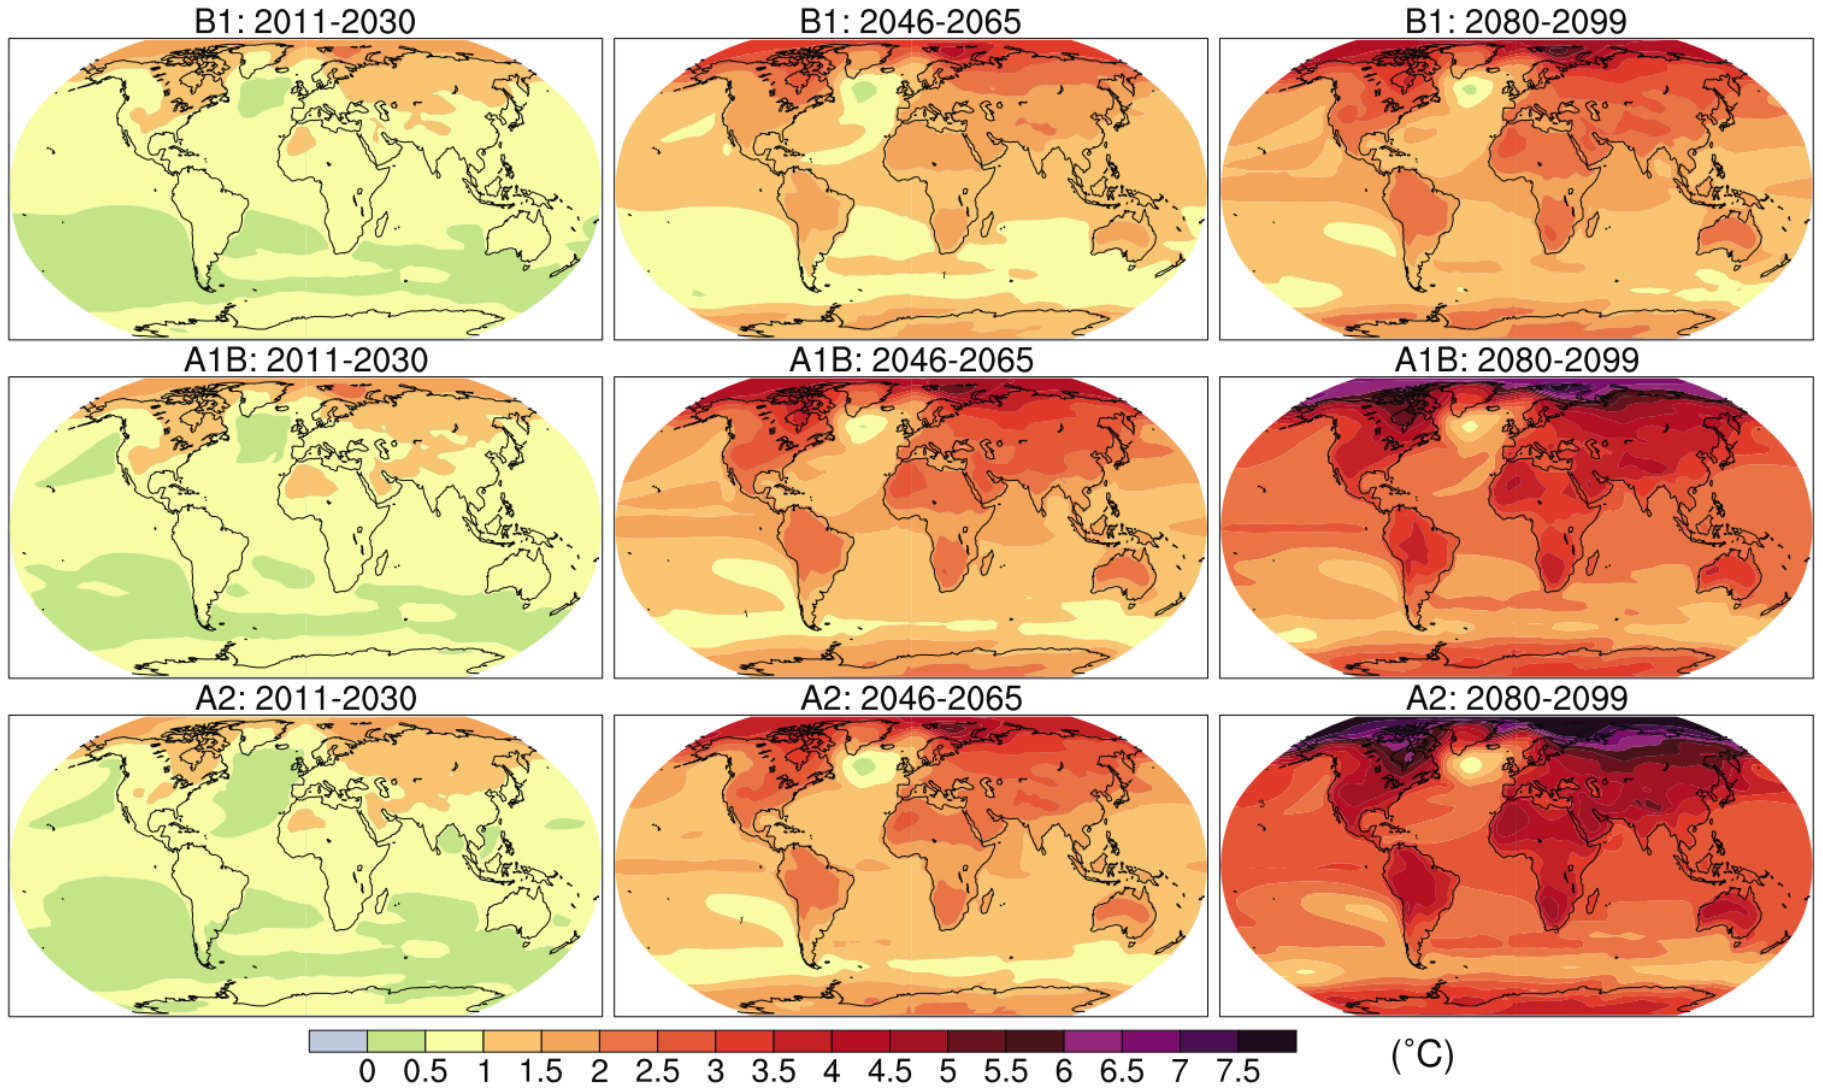 B1: 2011-2030
B1: 2046-2065
B1: 2080-2099
A1B: 2011-2030
A1B: 2046-2065
A1B: 2080-2099
A2: 2011-2030
A2: 2046-2065
A2: 2080-2099
0 0.5 1 1.5 2 2.5 3 3.5 4 4.5 5 5.5 6 6.5 7 7.5 (°C)